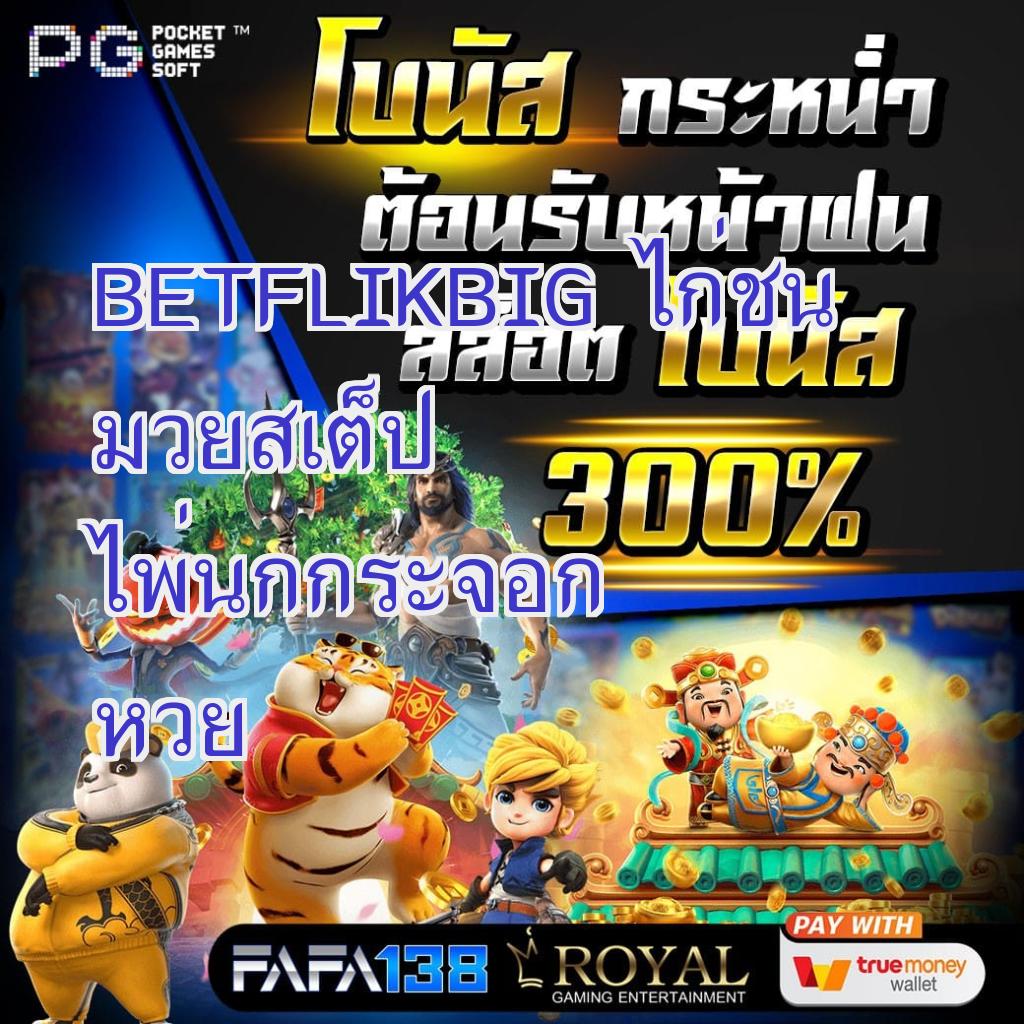 PG POCKET GAMES SOFT™
โบนัส กระหน่ำ
ต้อนรับหน้าฝน
BETFLIKBIG ไก่ชน
สล็อต โบนัส
มวยสเต็ป
300%
ไพ่นกกระจอก
หวย
PAY WITH
FAFA138
ROYAL
GAMING ENTERTAINMENT
truemoney
wallet